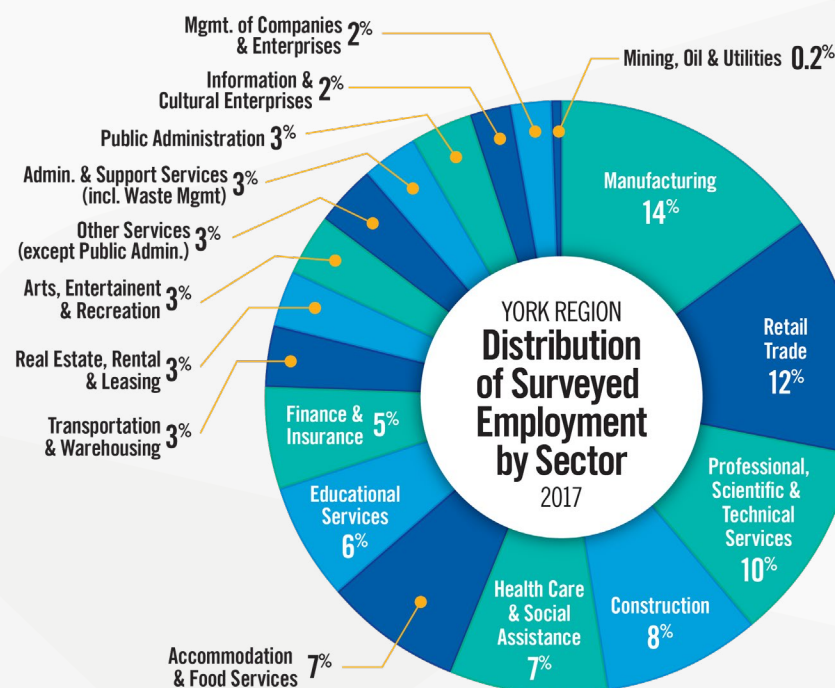 Mgmt. of Companies
& Enterprises 2%
Mining, Oil & Utilities 0.2%
Information &
Cultural Enterprises 2%
Public Administration 3%
Admin. & Support Services
(incl. Waste Mgmt) 3%
Other Services
(except Public Admin.) 3%
Arts, Entertainent
& Recreation 3%
Real Estate, Rental
& Leasing 3%
Transportation
& Warehousing 3%
Finance &
Insurance 5%
Educational
Services
6%
Accommodation
& Food Services 7%
Health Care
& Social
Assistance
7%
Construction
8%
Professional,
Scientific &
Technical
Services
10%
Retail
Trade
12%
Manufacturing
14%
YORK REGION
Distribution
of Surveyed
Employment
by Sector
2017